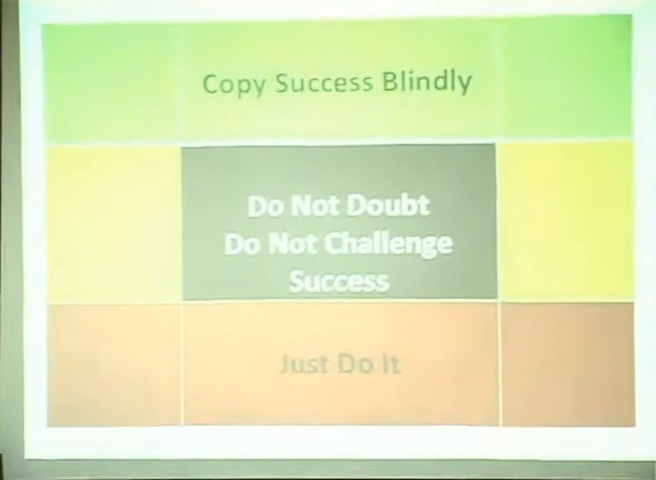 Copy Success Blindly
Do Not Doubt
Do Not Challenge
Success
Just Do It